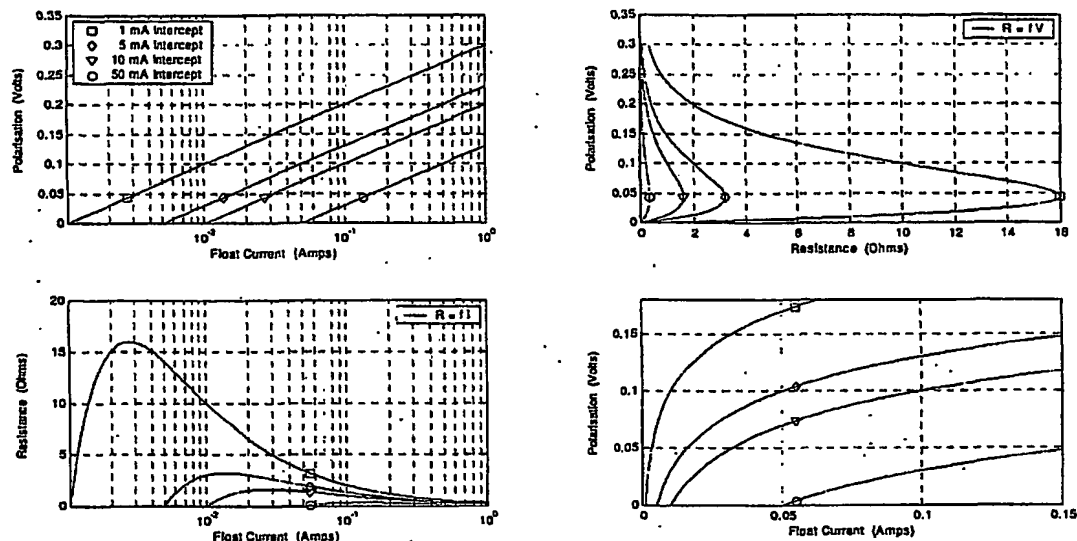 0.35
0.3
0.25
0.2
0.15
0.1
0.05
0
Polarisation (Volts)
1 mA Intercept
5 mA Intercept
10 mA Intercept
50 mA Intercept
10⁻² 10⁻¹ 10⁰
Float Current (Amps)
0.35
0.3
0.25
0.2
0.15
0.1
0.05
0
Polarisation (Volts)
R = fV
0 2 4 6 8 10 12 14 16
Resistance (Ohms)
20
15
10
5
0
Resistance (Ohms)
R = fI
10⁻² 10⁻¹ 10⁰
Float Current (Amps)
0.15
0.1
0.05
0
Polarisation (Volts)
0 0.05 0.1 0.15
Float Current (Amps)